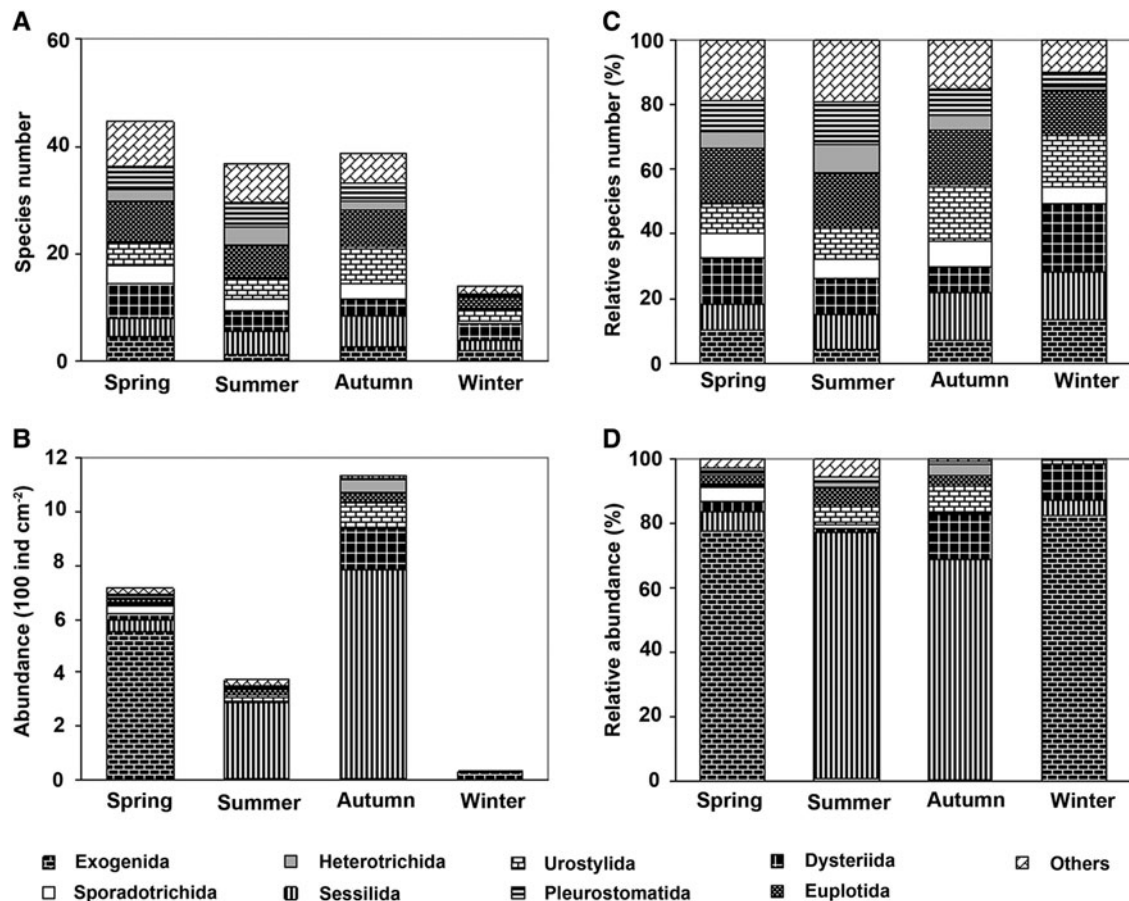 A
60
40
20
0
Species number
Spring Summer Autumn Winter
C
100
80
60
40
20
0
Relative species number (%)
Spring Summer Autumn Winter
B
12
10
8
6
4
2
0
Abundance (100 ind cm⁻²)
Spring Summer Autumn Winter
D
100
80
60
40
20
0
Relative abundance (%)
Spring Summer Autumn Winter
Exogenida Heterotrichida Urostylida Dysteriida Others
Sporadotrichida Sessilida Pleurostomatida Euplotida